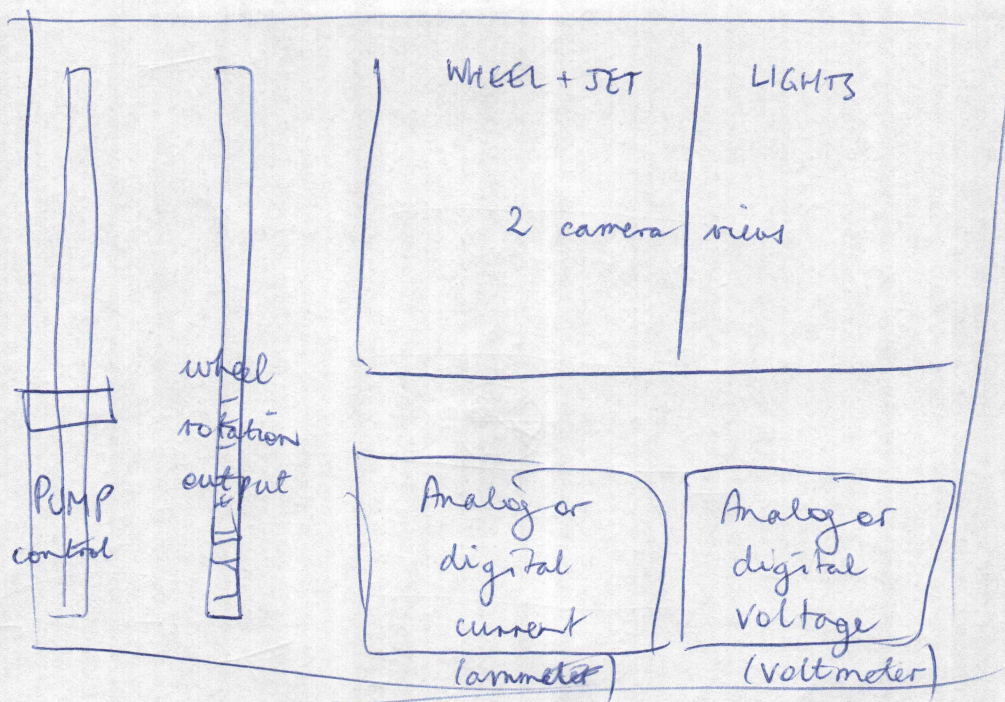 WHEEL + JET
LIGHTS
2 camera views
wheel
rotation
output
PUMP
control
Analog or
digital
current
(ammeter)
Analog or
digital
voltage
(voltmeter)